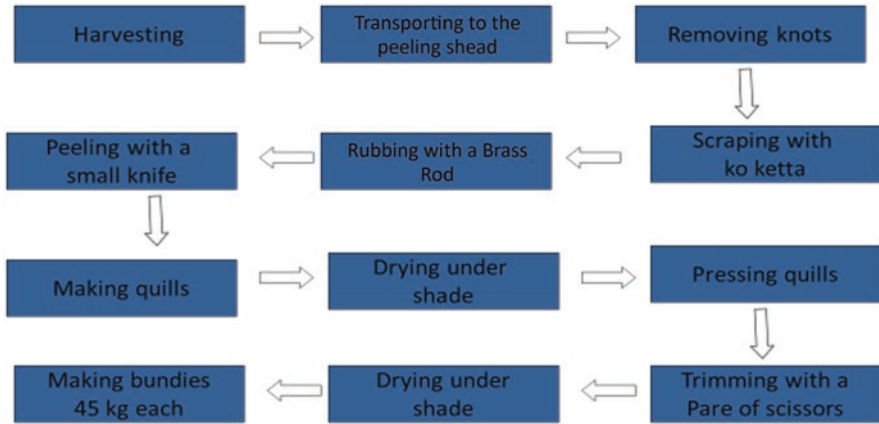 Harvesting
Transporting to the
peeling shead
Removing knots
Scraping with
ko ketta
Rubbing with a Brass
Rod
Peeling with a
small knife
Making quills
Drying under
shade
Pressing quills
Trimming with a
Pare of scissors
Drying under
shade
Making bundies
45 kg each